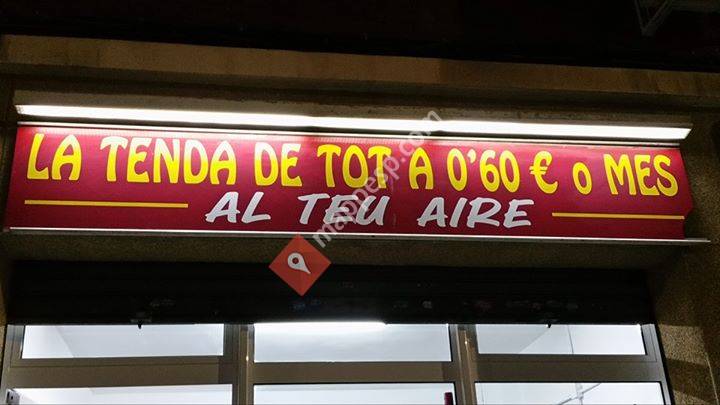 LA TENDA DE TOT A 0'60 € o MES
AL TEU AIRE